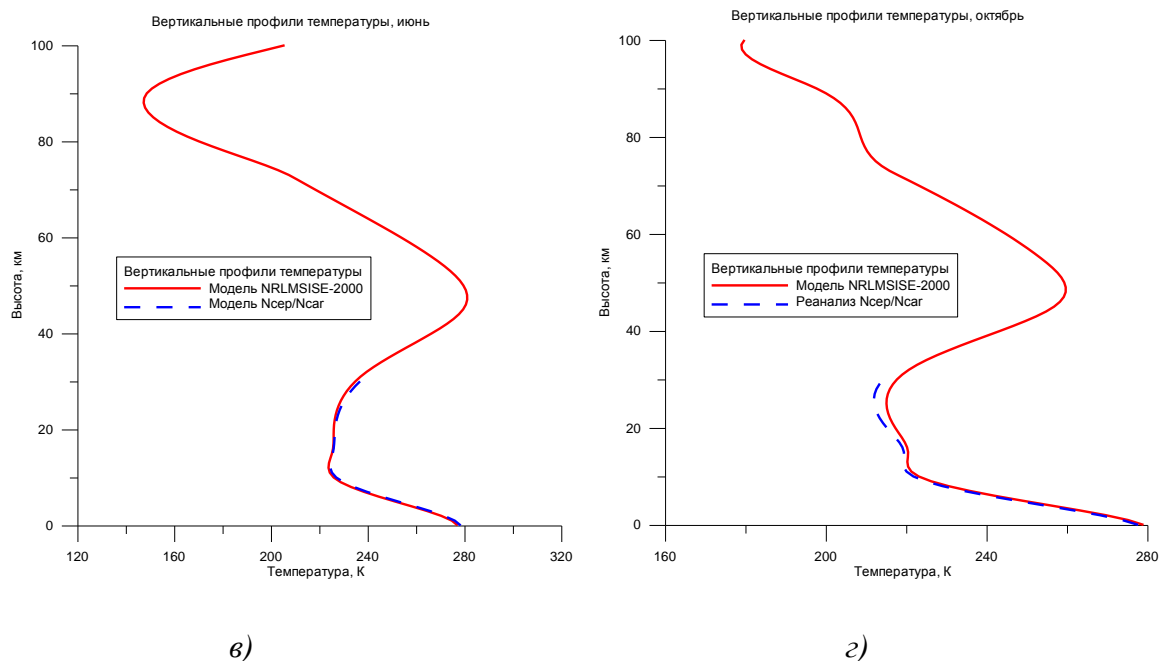 Вертикальные профили температуры, июнь
100
80
60
40
20
0
Высота, км
Вертикальные профили температуры
Модель NRLMSISE-2000
Модель Ncep/Ncar
120
160
200
240
280
320
Температура, К
в)
Вертикальные профили температуры, октябрь
100
80
60
40
20
0
Высота, км
Вертикальные профили температуры
Модель NRLMSISE-2000
Реанализ Ncep/Ncar
160
200
240
280
Температура, К
г)